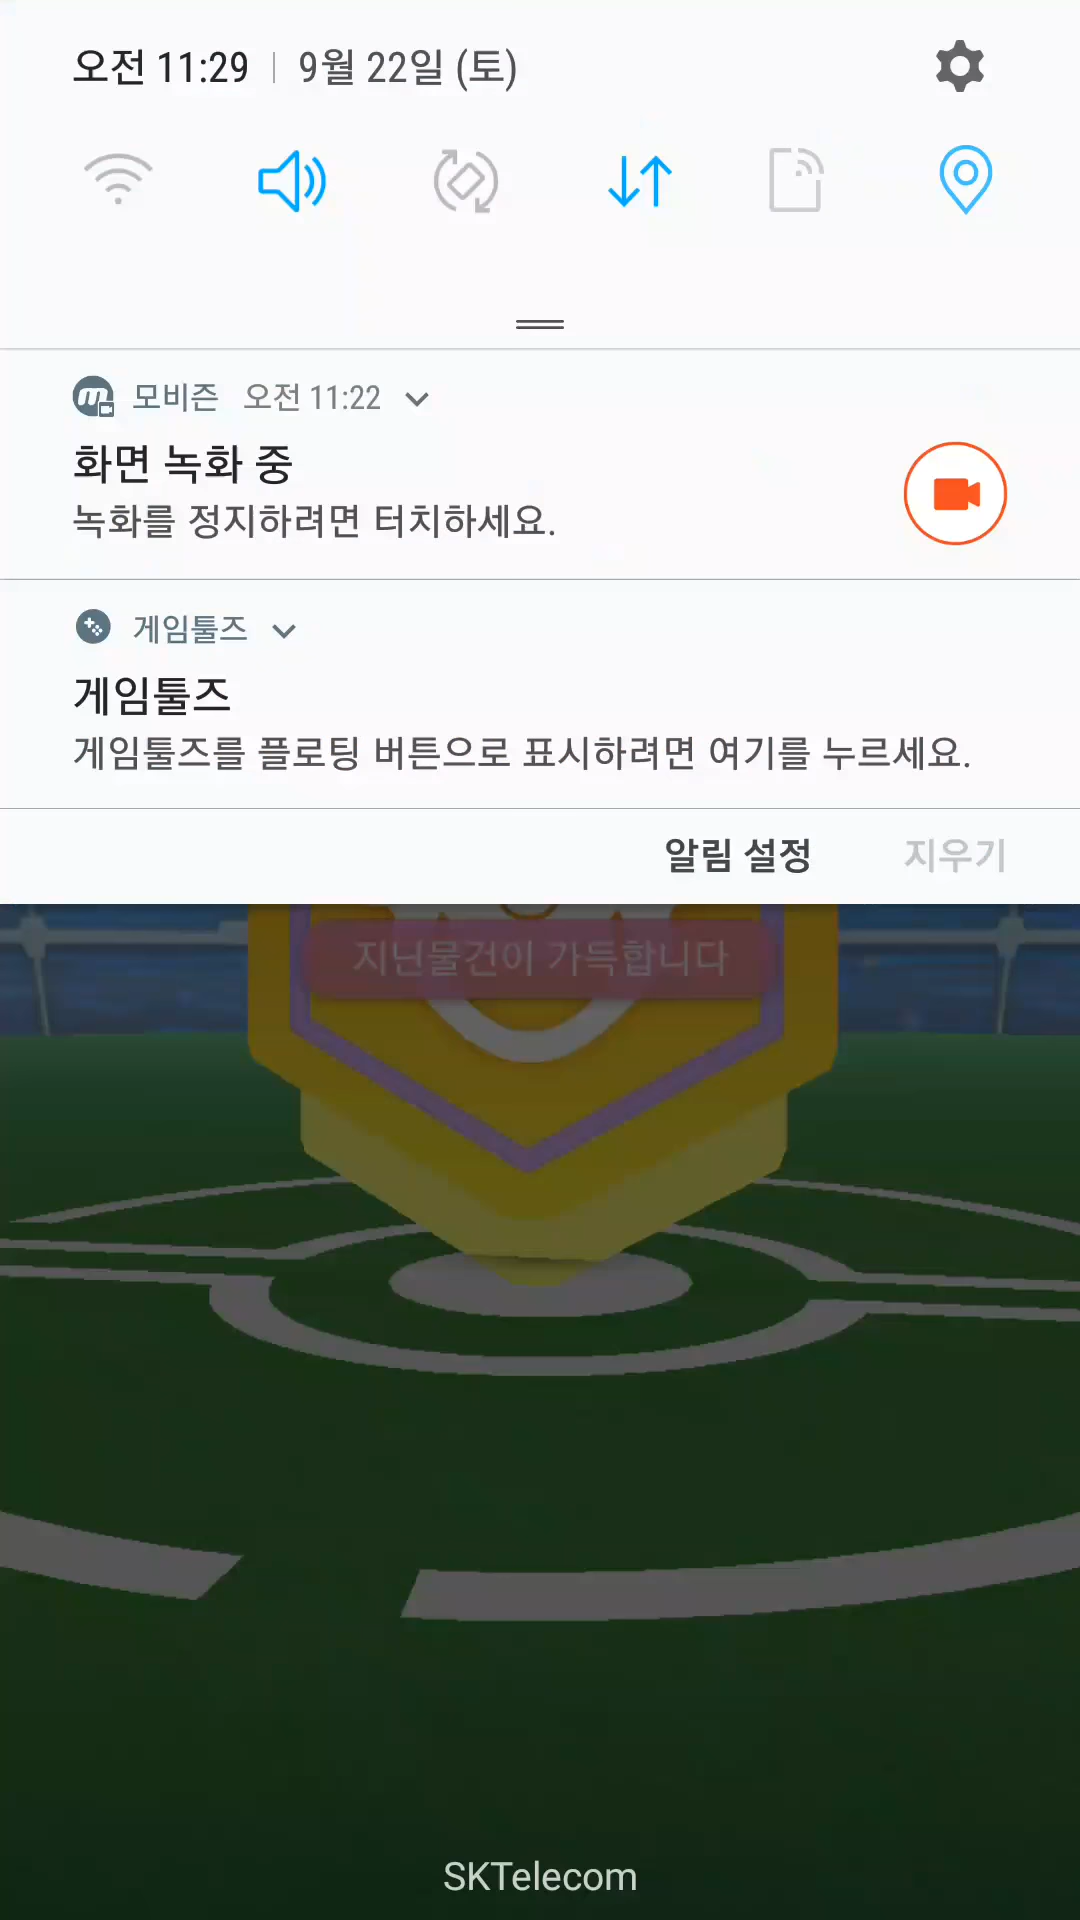 오전 11:29 | 9월 22일 (토)
모비즌 오전 11:22
화면 녹화 중
녹화를 정지하려면 터치하세요.
게임툴즈
게임툴즈
게임툴즈를 플로팅 버튼으로 표시하려면 여기를 누르세요.
알림 설정 지우기
지닌물건이 가득합니다
SKTelecom